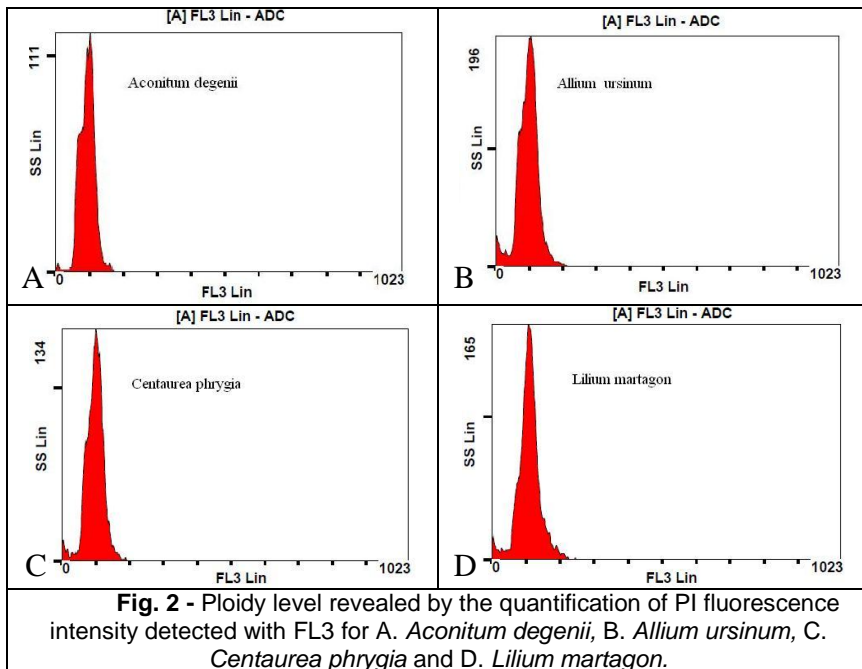 [A] FL3 Lin - ADC
111
SS Lin
Aconitum degenii
A
0
1023
FL3 Lin
[A] FL3 Lin - ADC
196
SS Lin
Allium ursinum
B
0
1023
FL3 Lin
[A] FL3 Lin - ADC
134
SS Lin
Centaurea phrygia
C
0
1023
FL3 Lin
[A] FL3 Lin - ADC
165
SS Lin
Lilium martagon
D
0
1023
FL3 Lin
Fig. 2 - Ploidy level revealed by the quantification of PI fluorescence
intensity detected with FL3 for A. Aconitum degenii, B. Allium ursinum, C.
Centaurea phrygia and D. Lilium martagon.